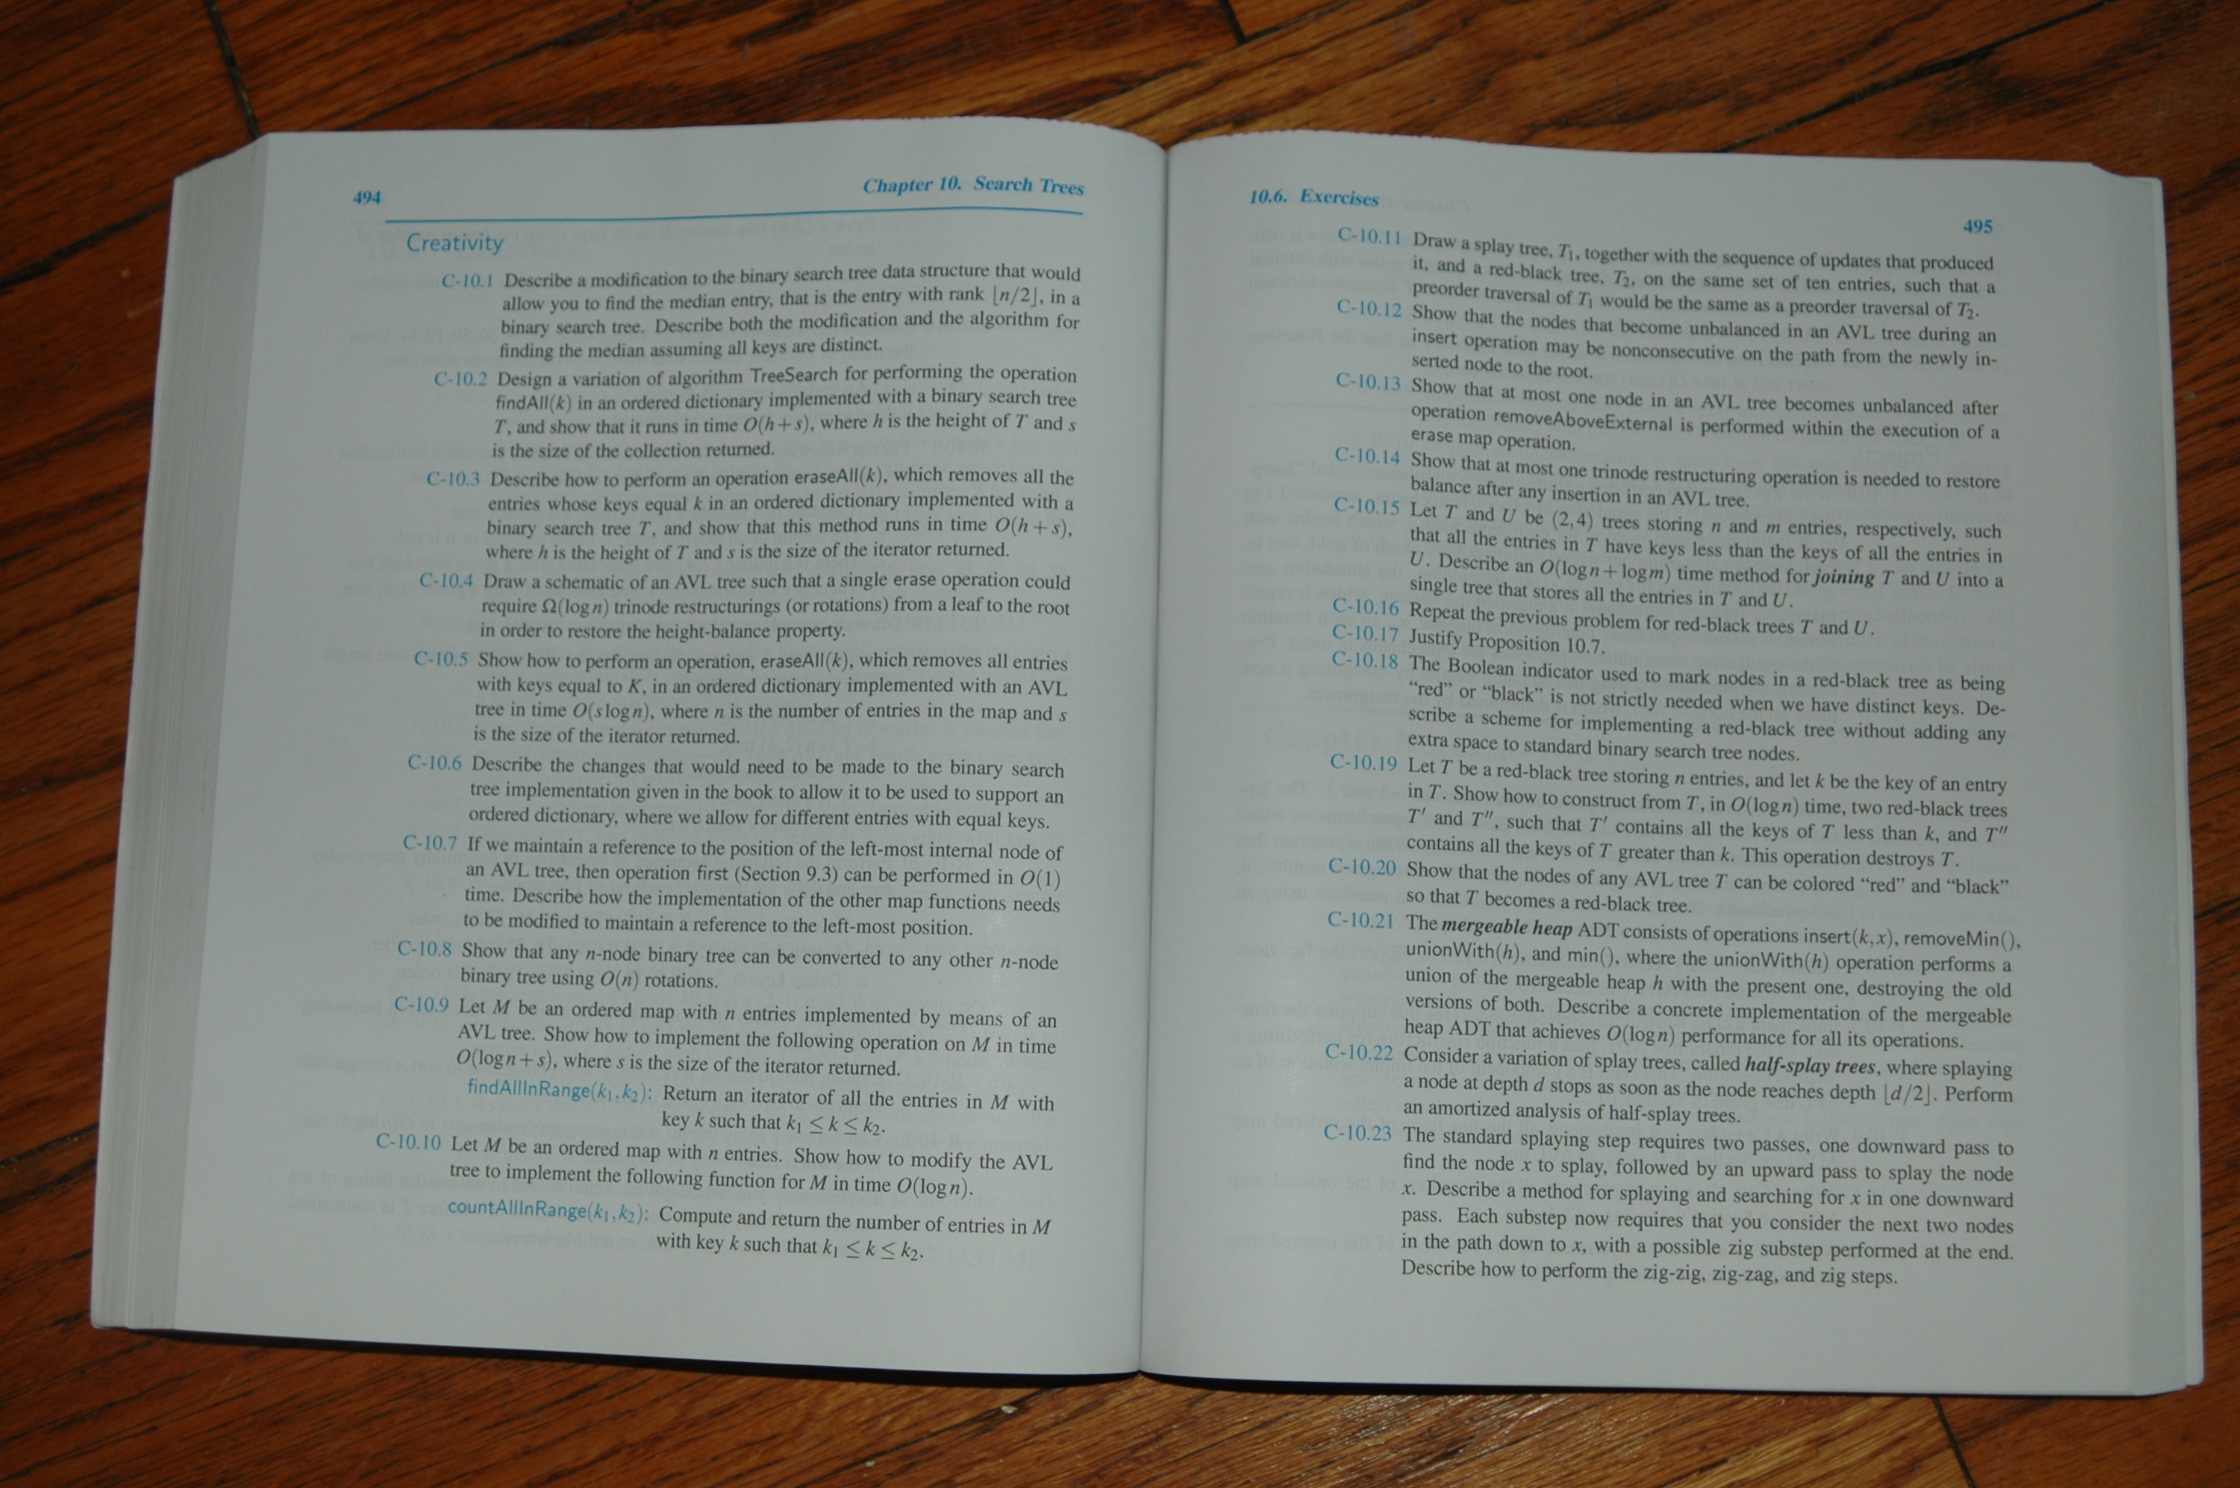 494
Chapter 10. Search Trees
Creativity
C-10.1 Describe a modification to the binary search tree data structure that would
allow you to find the median entry, that is the entry with rank ⌊n/2⌋, in a
binary search tree. Describe both the modification and the algorithm for
finding the median assuming all keys are distinct.
C-10.2 Design a variation of algorithm TreeSearch for performing the operation
findAll(k) in an ordered dictionary implemented with a binary search tree
T, and show that it runs in time O(h+s), where h is the height of T and s
is the size of the collection returned.
C-10.3 Describe how to perform an operation eraseAll(k), which removes all the
entries whose keys equal k in an ordered dictionary implemented with a
binary search tree T, and show that this method runs in time O(h+s),
where h is the height of T and s is the size of the iterator returned.
C-10.4 Draw a schematic of an AVL tree such that a single erase operation could
require Ω(log n) trinode restructurings (or rotations) from a leaf to the root
in order to restore the height-balance property.
C-10.5 Show how to perform an operation, eraseAll(k), which removes all entries
with keys equal to K, in an ordered dictionary implemented with an AVL
tree in time O(s log n), where n is the number of entries in the map and s
is the size of the iterator returned.
C-10.6 Describe the changes that would need to be made to the binary search
tree implementation given in the book to allow it to be used to support an
ordered dictionary, where we allow for different entries with equal keys.
C-10.7 If we maintain a reference to the position of the left-most internal node of
an AVL tree, then operation first (Section 9.3) can be performed in O(1)
time. Describe how the implementation of the other map functions needs
to be modified to maintain a reference to the left-most position.
C-10.8 Show that any n-node binary tree can be converted to any other n-node
binary tree using O(n) rotations.
C-10.9 Let M be an ordered map with n entries implemented by means of an
AVL tree. Show how to implement the following operation on M in time
O(log n + s), where s is the size of the iterator returned.
findAllInRange(k₁,k₂): Return an iterator of all the entries in M with
key k such that k₁ ≤ k ≤ k₂.
C-10.10 Let M be an ordered map with n entries. Show how to modify the AVL
tree to implement the following function for M in time O(log n).
countAllInRange(k₁,k₂): Compute and return the number of entries in M
with key k such that k₁ ≤ k ≤ k₂.
10.6. Exercises
495
C-10.11 Draw a splay tree, T₁, together with the sequence of updates that produced
it, and a red-black tree, T₂, on the same set of ten entries, such that a
preorder traversal of T₁ would be the same as a preorder traversal of T₂.
C-10.12 Show that the nodes that become unbalanced in an AVL tree during an
insert operation may be nonconsecutive on the path from the newly in-
serted node to the root.
C-10.13 Show that at most one node in an AVL tree becomes unbalanced after
operation removeAboveExternal is performed within the execution of a
erase map operation.
C-10.14 Show that at most one trinode restructuring operation is needed to restore
balance after any insertion in an AVL tree.
C-10.15 Let T and U be (2,4) trees storing n and m entries, respectively, such
that all the entries in T have keys less than the keys of all the entries in
U. Describe an O(log n + log m) time method for joining T and U into a
single tree that stores all the entries in T and U.
C-10.16 Repeat the previous problem for red-black trees T and U.
C-10.17 Justify Proposition 10.7.
C-10.18 The Boolean indicator used to mark nodes in a red-black tree as being
“red” or “black” is not strictly needed when we have distinct keys. De-
scribe a scheme for implementing a red-black tree without adding any
extra space to standard binary search tree nodes.
C-10.19 Let T be a red-black tree storing n entries, and let k be the key of an entry
in T. Show how to construct from T, in O(log n) time, two red-black trees
T′ and T″, such that T′ contains all the keys of T less than k, and T″
contains all the keys of T greater than k. This operation destroys T.
C-10.20 Show that the nodes of any AVL tree T can be colored “red” and “black”
so that T becomes a red-black tree.
C-10.21 The mergeable heap ADT consists of operations insert(k,x), removeMin(),
unionWith(h), and min(), where the unionWith(h) operation performs a
union of the mergeable heap h with the present one, destroying the old
versions of both. Describe a concrete implementation of the mergeable
heap ADT that achieves O(log n) performance for all its operations.
C-10.22 Consider a variation of splay trees, called half-splay trees, where splaying
a node at depth d stops as soon as the node reaches depth ⌊d/2⌋. Perform
an amortized analysis of half-splay trees.
C-10.23 The standard splaying step requires two passes, one downward pass to
find the node x to splay, followed by an upward pass to splay the node
x. Describe a method for splaying and searching for x in one downward
pass. Each substep now requires that you consider the next two nodes
in the path down to x, with a possible zig substep performed at the end.
Describe how to perform the zig-zig, zig-zag, and zig steps.